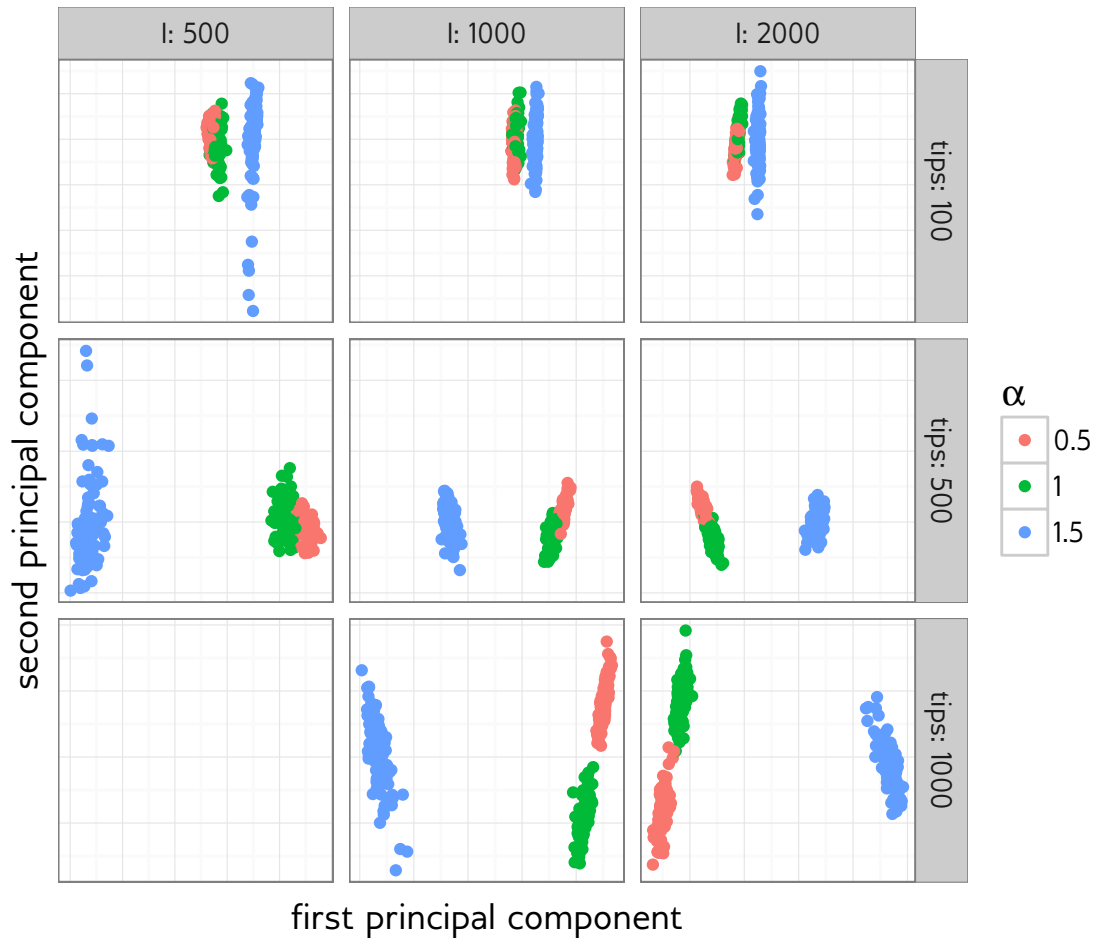 I: 500
I: 1000
I: 2000
tips: 100
tips: 500
tips: 1000
second principal component
first principal component
α
0.5
1
1.5